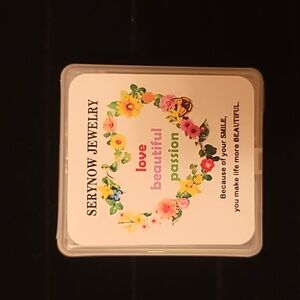 SERYNOW JEWELRY
love
beautiful
passion
Because of your SMILE,
you make life more BEAUTIFUL.